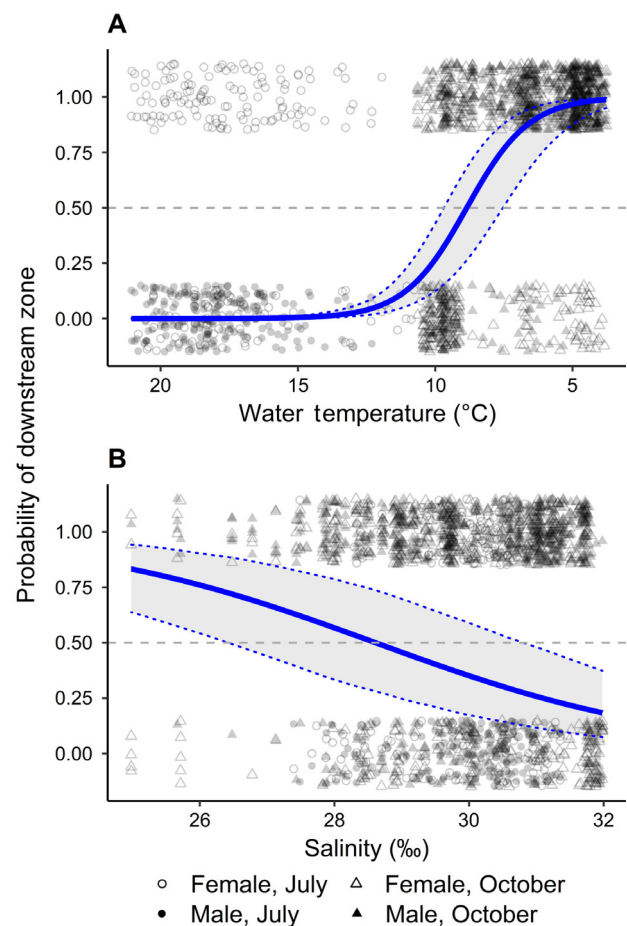 A
1.00
0.75
0.50
0.25
0.00
20 15 10 5
Water temperature (°C)
Probability of downstream zone
B
1.00
0.75
0.50
0.25
0.00
26 28 30 32
Salinity (‰)
○ Female, July △ Female, October
● Male, July ▲ Male, October